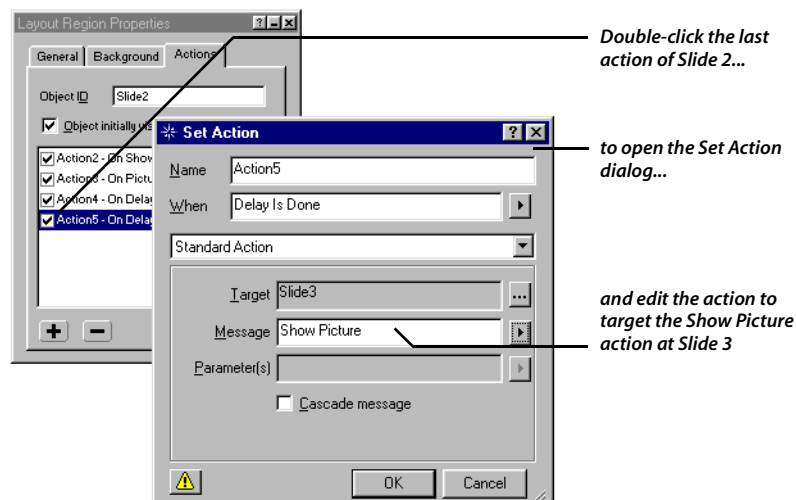 Layout Region Properties
General Background Actions
Object ID Slide2
Object initially vis
Action2 - On Show
Action3 - On Pictu
Action4 - On Delay
Action5 - On Delay
Set Action
Name Action5
When Delay Is Done
Standard Action
Target Slide3 ...
Message Show Picture
Parameter(s)
Cascade message
OK Cancel
Double-click the last
action of Slide 2...
to open the Set Action
dialog...
and edit the action to
target the Show Picture
action at Slide 3